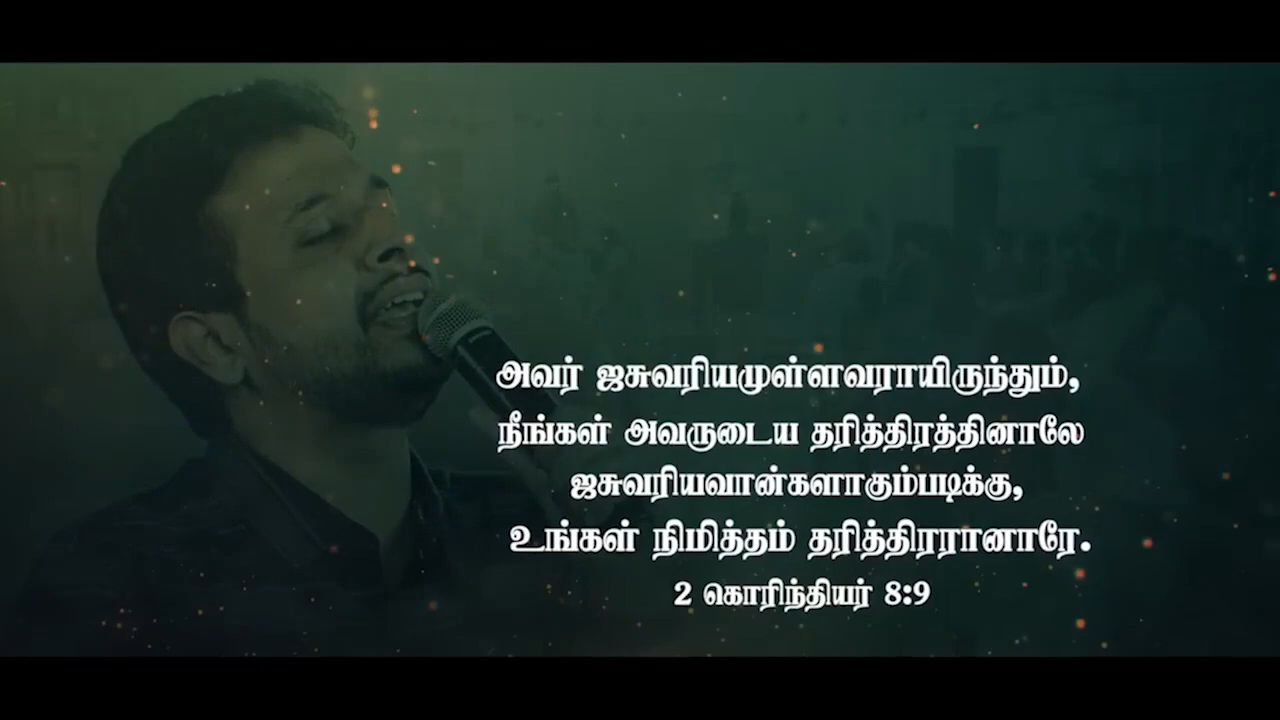 அவர் ஐசுவரியமுள்ளவராயிருந்தும்,
நீங்கள் அவருடைய தரித்திரத்தினாலே
ஐசுவரியவான்களாகும்படிக்கு,
உங்கள் நிமித்தம் தரித்திரரானாரே.
2 கொரிந்தியர் 8:9